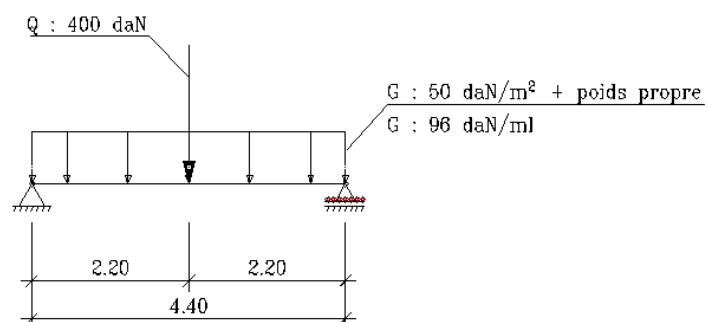 Q : 400 daN
G : 50 daN/m² + poids propre
G : 96 daN/ml
2.20
2.20
4.40